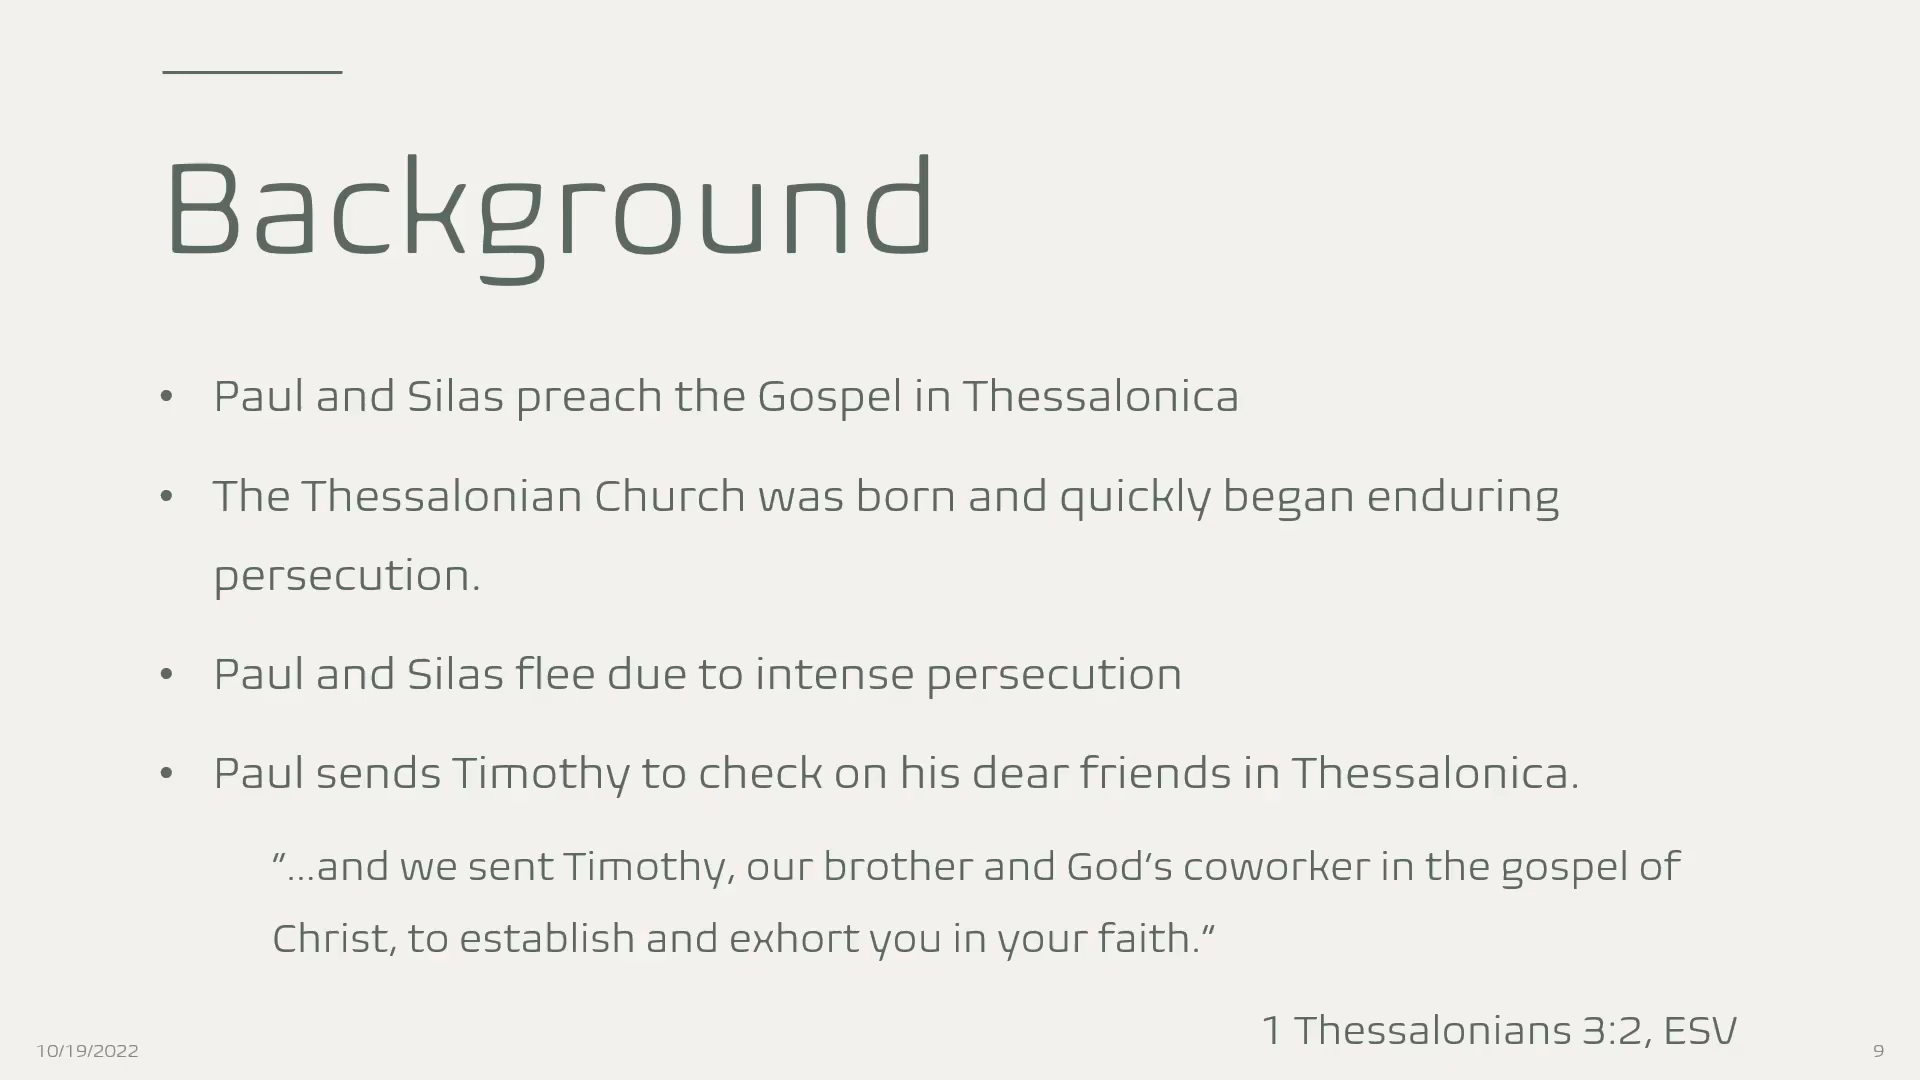 Background
• Paul and Silas preach the Gospel in Thessalonica
• The Thessalonian Church was born and quickly began enduring
persecution.
• Paul and Silas flee due to intense persecution
• Paul sends Timothy to check on his dear friends in Thessalonica.
"…and we sent Timothy, our brother and God's coworker in the gospel of
Christ, to establish and exhort you in your faith."
1 Thessalonians 3:2, ESV
10/19/2022
9